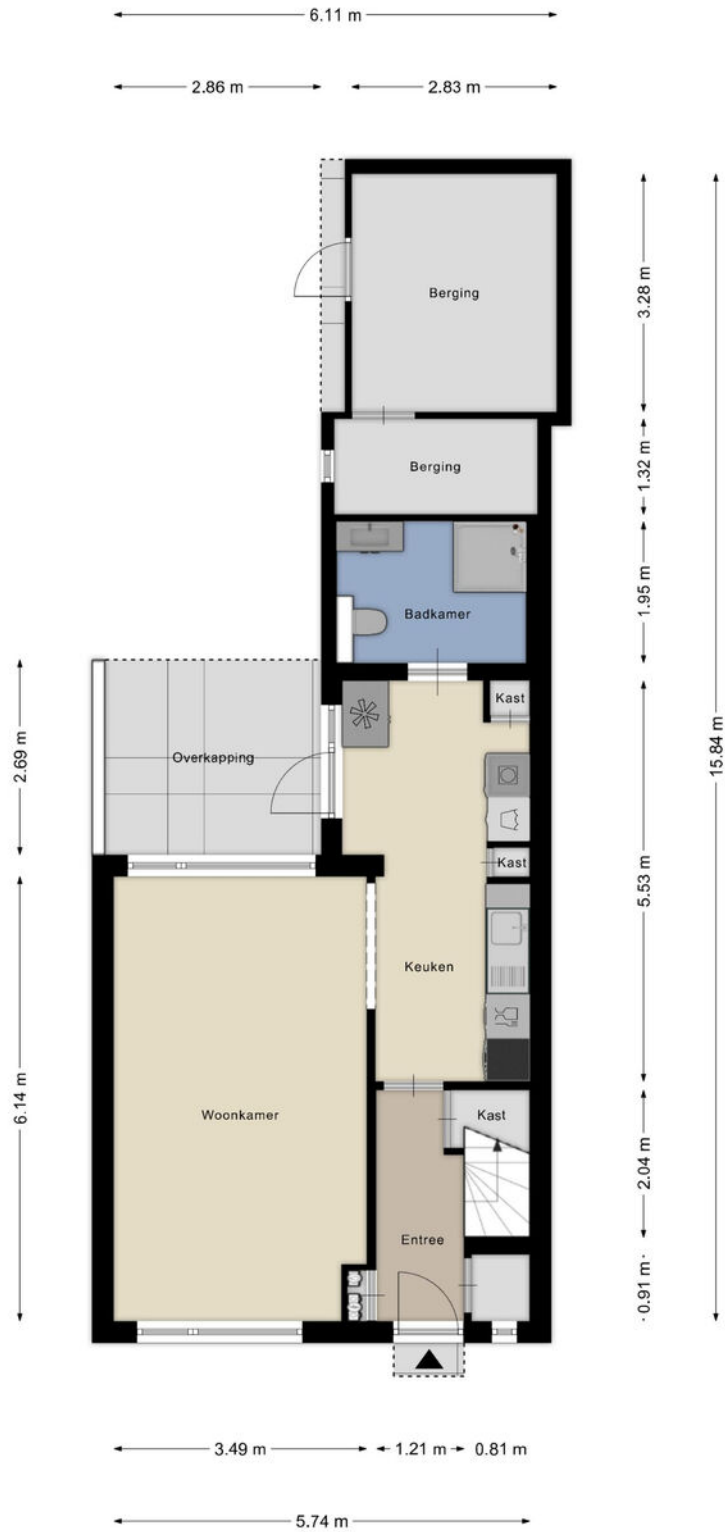 6.11 m
2.86 m
2.83 m
Berging
3.28 m
Berging
1.32 m
Badkamer
1.95 m
Kast
Overkapping
2.69 m
15.84 m
Kast
5.53 m
Keuken
Woonkamer
6.14 m
Kast
2.04 m
Entree
0.91 m
3.49 m
1.21 m
0.81 m
5.74 m